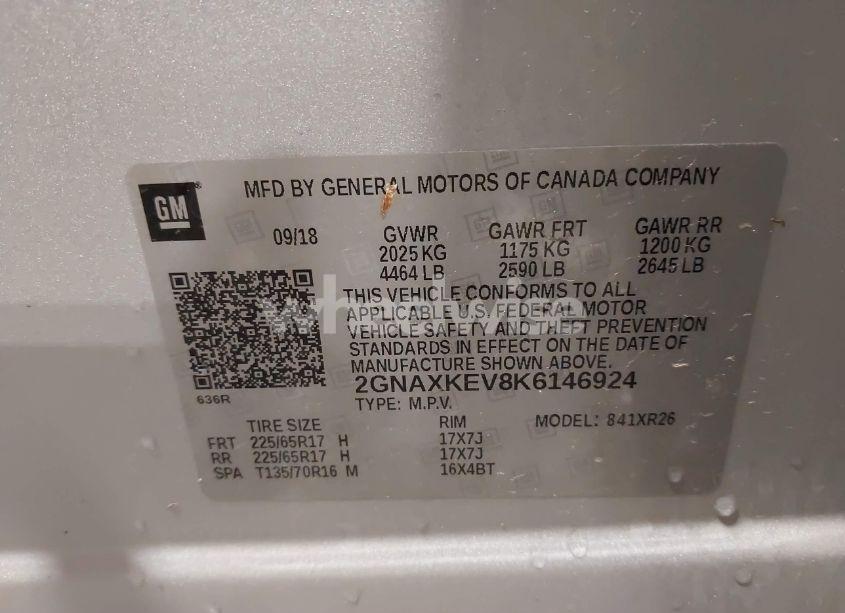 GM
MFD BY GENERAL MOTORS OF CANADA COMPANY
09/18
GVWR
2025 KG
4464 LB
GAWR FRT
1175 KG
2590 LB
GAWR RR
1200 KG
2645 LB
THIS VEHICLE CONFORMS TO ALL
APPLICABLE U.S. FEDERAL MOTOR
VEHICLE SAFETY AND THEFT PREVENTION
STANDARDS IN EFFECT ON THE DATE OF
MANUFACTURE SHOWN ABOVE.
2GNAXKEV8K6146924
636R
TYPE: M.P.V.
MODEL: 841XR26
TIRE SIZE RIM
FRT 225/65R17 H 17X7J
RR 225/65R17 H 17X7J
SPA T135/70R16 M 16X4BT